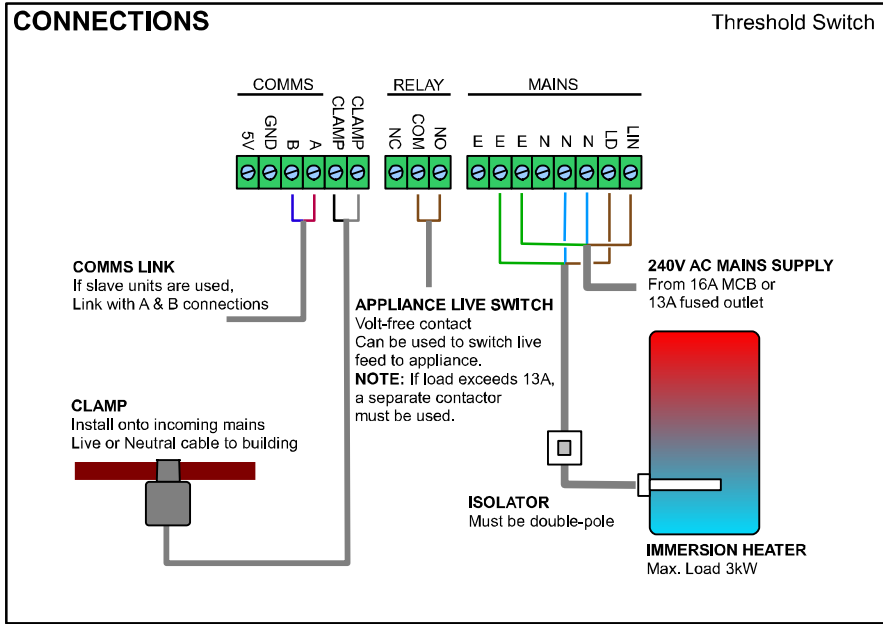 CONNECTIONS
Threshold Switch
COMMS
RELAY
MAINS
5V
GND
B
A
CLAMP
CLAMP
NC
COM
NO
E
E
E
N
N
N
LD
LIN
COMMS LINK
If slave units are used,
Link with A & B connections
APPLIANCE LIVE SWITCH
Volt-free contact
Can be used to switch live
feed to appliance.
NOTE: If load exceeds 13A,
a separate contactor
must be used.
240V AC MAINS SUPPLY
From 16A MCB or
13A fused outlet
CLAMP
Install onto incoming mains
Live or Neutral cable to building
ISOLATOR
Must be double-pole
IMMERSION HEATER
Max. Load 3kW